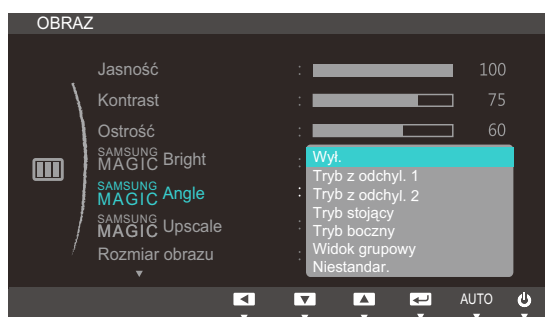 OBRAZ
Jasność : 100
Kontrast : 75
Ostrość : 60
SAMSUNG MAGIC Bright :
SAMSUNG MAGIC Angle :
SAMSUNG MAGIC Upscale :
Rozmiar obrazu :
Wył.
Tryb z odchyl. 1
Tryb z odchyl. 2
Tryb stojący
Tryb boczny
Widok grupowy
Niestandar.
AUTO